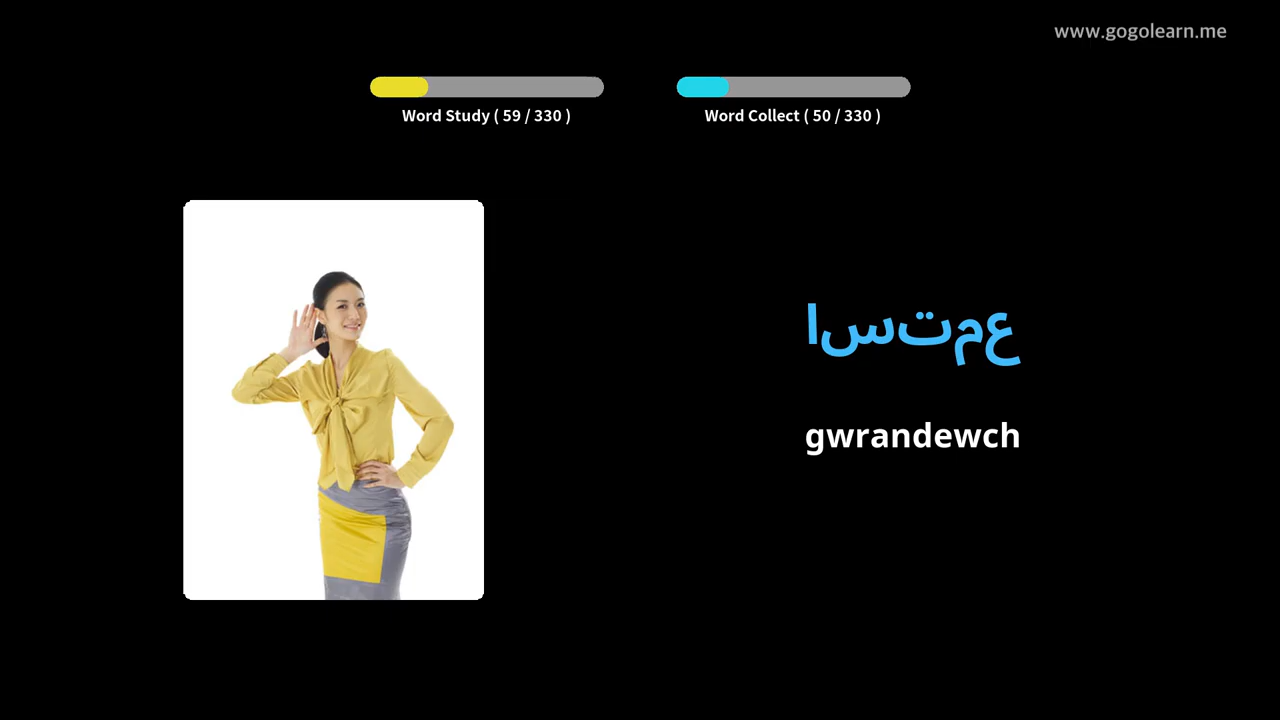 www.gogolearn.me
Word Study ( 59 / 330 )
Word Collect ( 50 / 330 )
استمع
gwrandewch